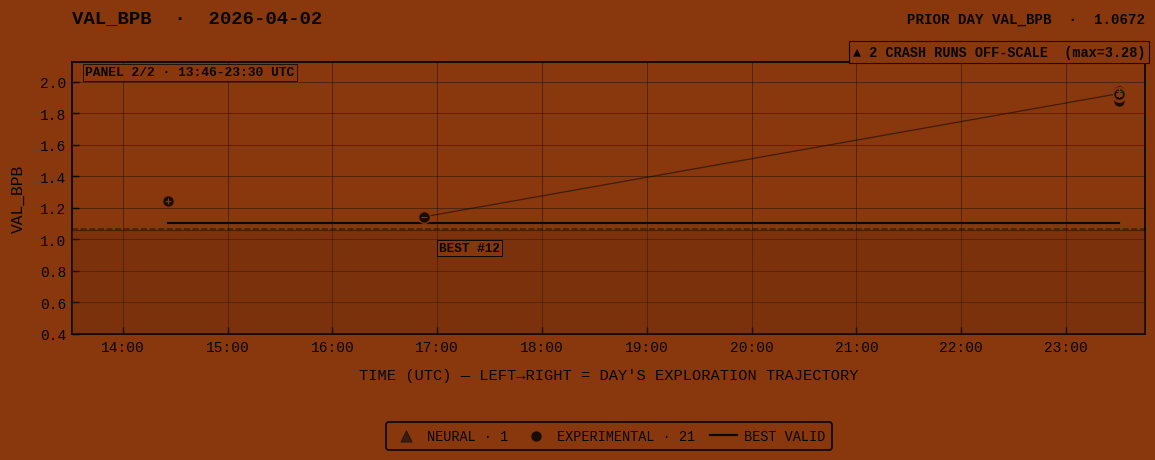 VAL_BPB · 2026-04-02
PRIOR DAY VAL_BPB · 1.0672
▲ 2 CRASH RUNS OFF-SCALE (max=3.28)
PANEL 2/2 · 13:46-23:30 UTC
2.0
1.8
1.6
1.4
1.2
1.0
0.8
0.6
0.4
VAL_BPB
BEST #12
14:00 15:00 16:00 17:00 18:00 19:00 20:00 21:00 22:00 23:00
TIME (UTC) — LEFT→RIGHT = DAY'S EXPLORATION TRAJECTORY
NEURAL · 1 EXPERIMENTAL · 21 BEST VALID